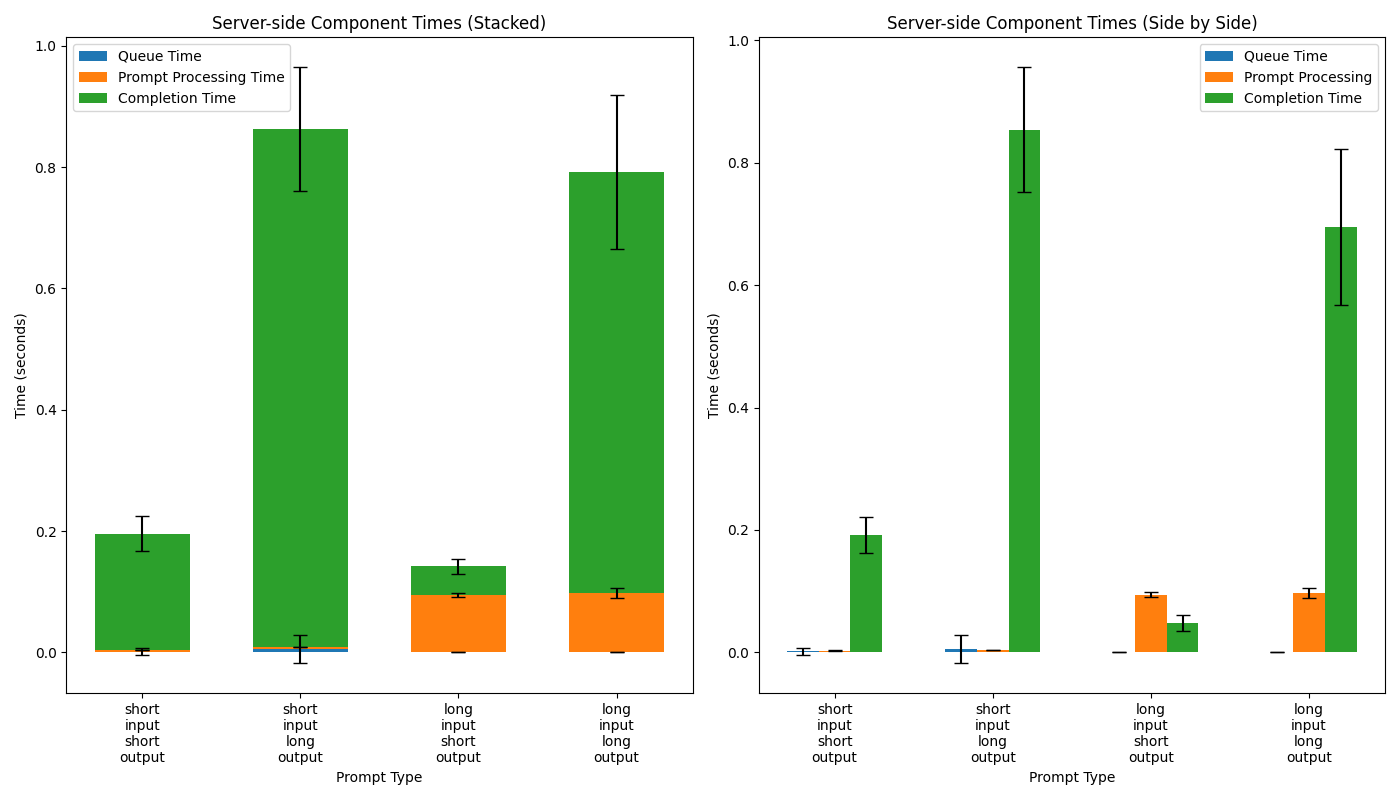 Server-side Component Times (Stacked)
Queue Time
Prompt Processing Time
Completion Time
Time (seconds)
1.0
0.8
0.6
0.4
0.2
0.0
short
input
short
output
short
input
long
output
long
input
short
output
long
input
long
output
Prompt Type
Server-side Component Times (Side by Side)
Queue Time
Prompt Processing
Completion Time
Time (seconds)
1.0
0.8
0.6
0.4
0.2
0.0
short
input
short
output
short
input
long
output
long
input
short
output
long
input
long
output
Prompt Type